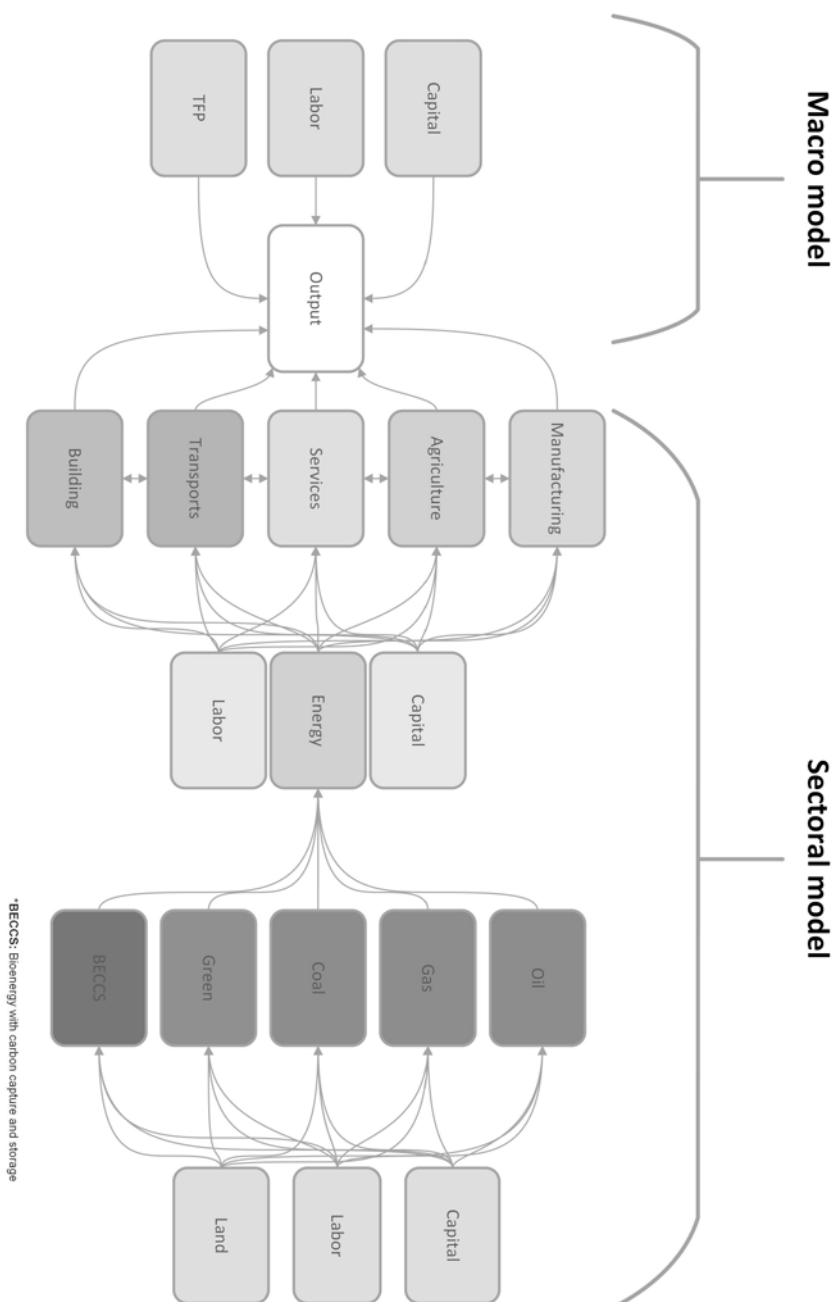 Macro model
Sectoral model
Capital
Labor
TFP
Output
Manufacturing
Agriculture
Services
Transports
Building
Capital
Energy
Labor
Oil
Gas
Coal
Green
BECCS
Capital
Labor
Land
*BECCS: Bioenergy with carbon capture and storage